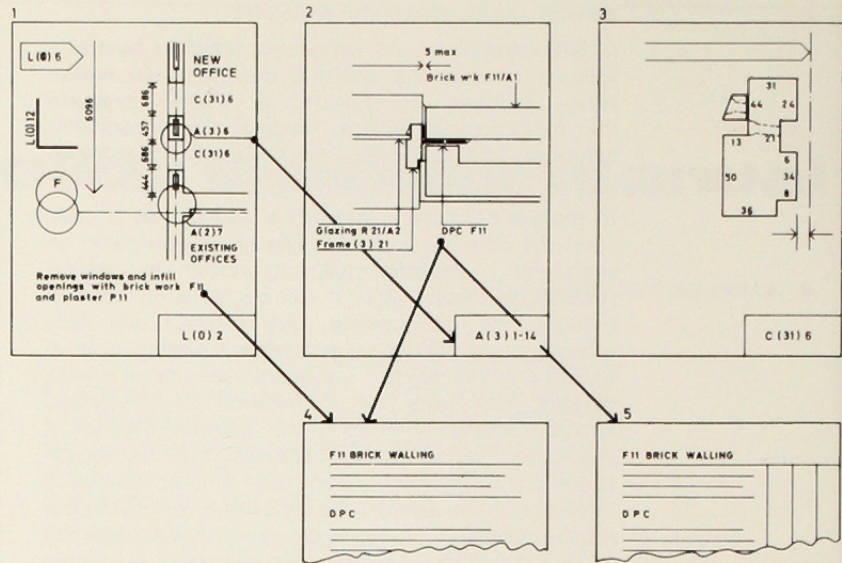 1
L(0)6
L(0)12
6096
686
457
686
444
NEW
OFFICE
C(31)6
A(3)6
C(31)6
F
A(2)7
EXISTING
OFFICES
Remove windows and infill
openings with brick work F11
and plaster P11
L(0)2
2
5 max
Brick w'k F11/A1
Glazing R21/A2
Frame (3) 21
DPC F11
A(3)1-14
3
31
44
24
13
21
6
50
34
8
36
C(31)6
4
F11 BRICK WALLING
DPC
5
F11 BRICK WALLING
DPC